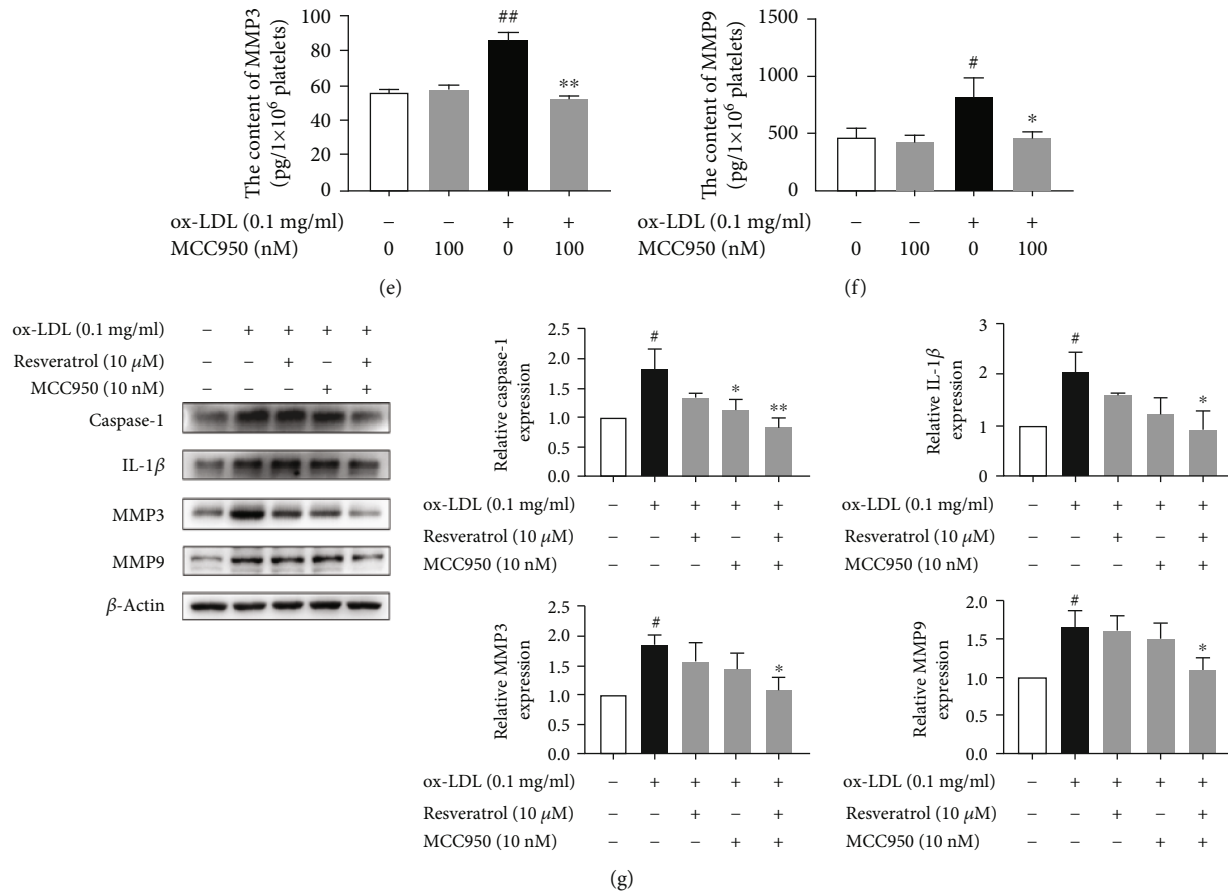 The content of MMP3
(pg/1×10⁶ platelets)
100
80
60
40
20
0
##
**
ox-LDL (0.1 mg/ml) – – + +
MCC950 (nM) 0 100 0 100
(e)
The content of MMP9
(pg/1×10⁶ platelets)
1500
1000
500
0
#
*
ox-LDL (0.1 mg/ml) – – + +
MCC950 (nM) 0 100 0 100
(f)
ox-LDL (0.1 mg/ml) – + + + +
Resveratrol (10 μM) – – + – +
MCC950 (10 nM) – – – + +
Caspase-1
IL-1β
MMP3
MMP9
β-Actin
Relative caspase-1
expression
2.5
2.0
1.5
1.0
0.5
0.0
#
*
**
ox-LDL (0.1 mg/ml) – + + + +
Resveratrol (10 μM) – – + – +
MCC950 (10 nM) – – – + +
Relative IL-1β
expression
3
2
1
0
#
*
ox-LDL (0.1 mg/ml) – + + + +
Resveratrol (10 μM) – – + – +
MCC950 (10 nM) – – – + +
Relative MMP3
expression
2.5
2.0
1.5
1.0
0.5
0.0
#
*
ox-LDL (0.1 mg/ml) – + + + +
Resveratrol (10 μM) – – + – +
MCC950 (10 nM) – – – + +
Relative MMP9
expression
2.0
1.5
1.0
0.5
0.0
#
*
ox-LDL (0.1 mg/ml) – + + + +
Resveratrol (10 μM) – – + – +
MCC950 (10 nM) – – – + +
(g)